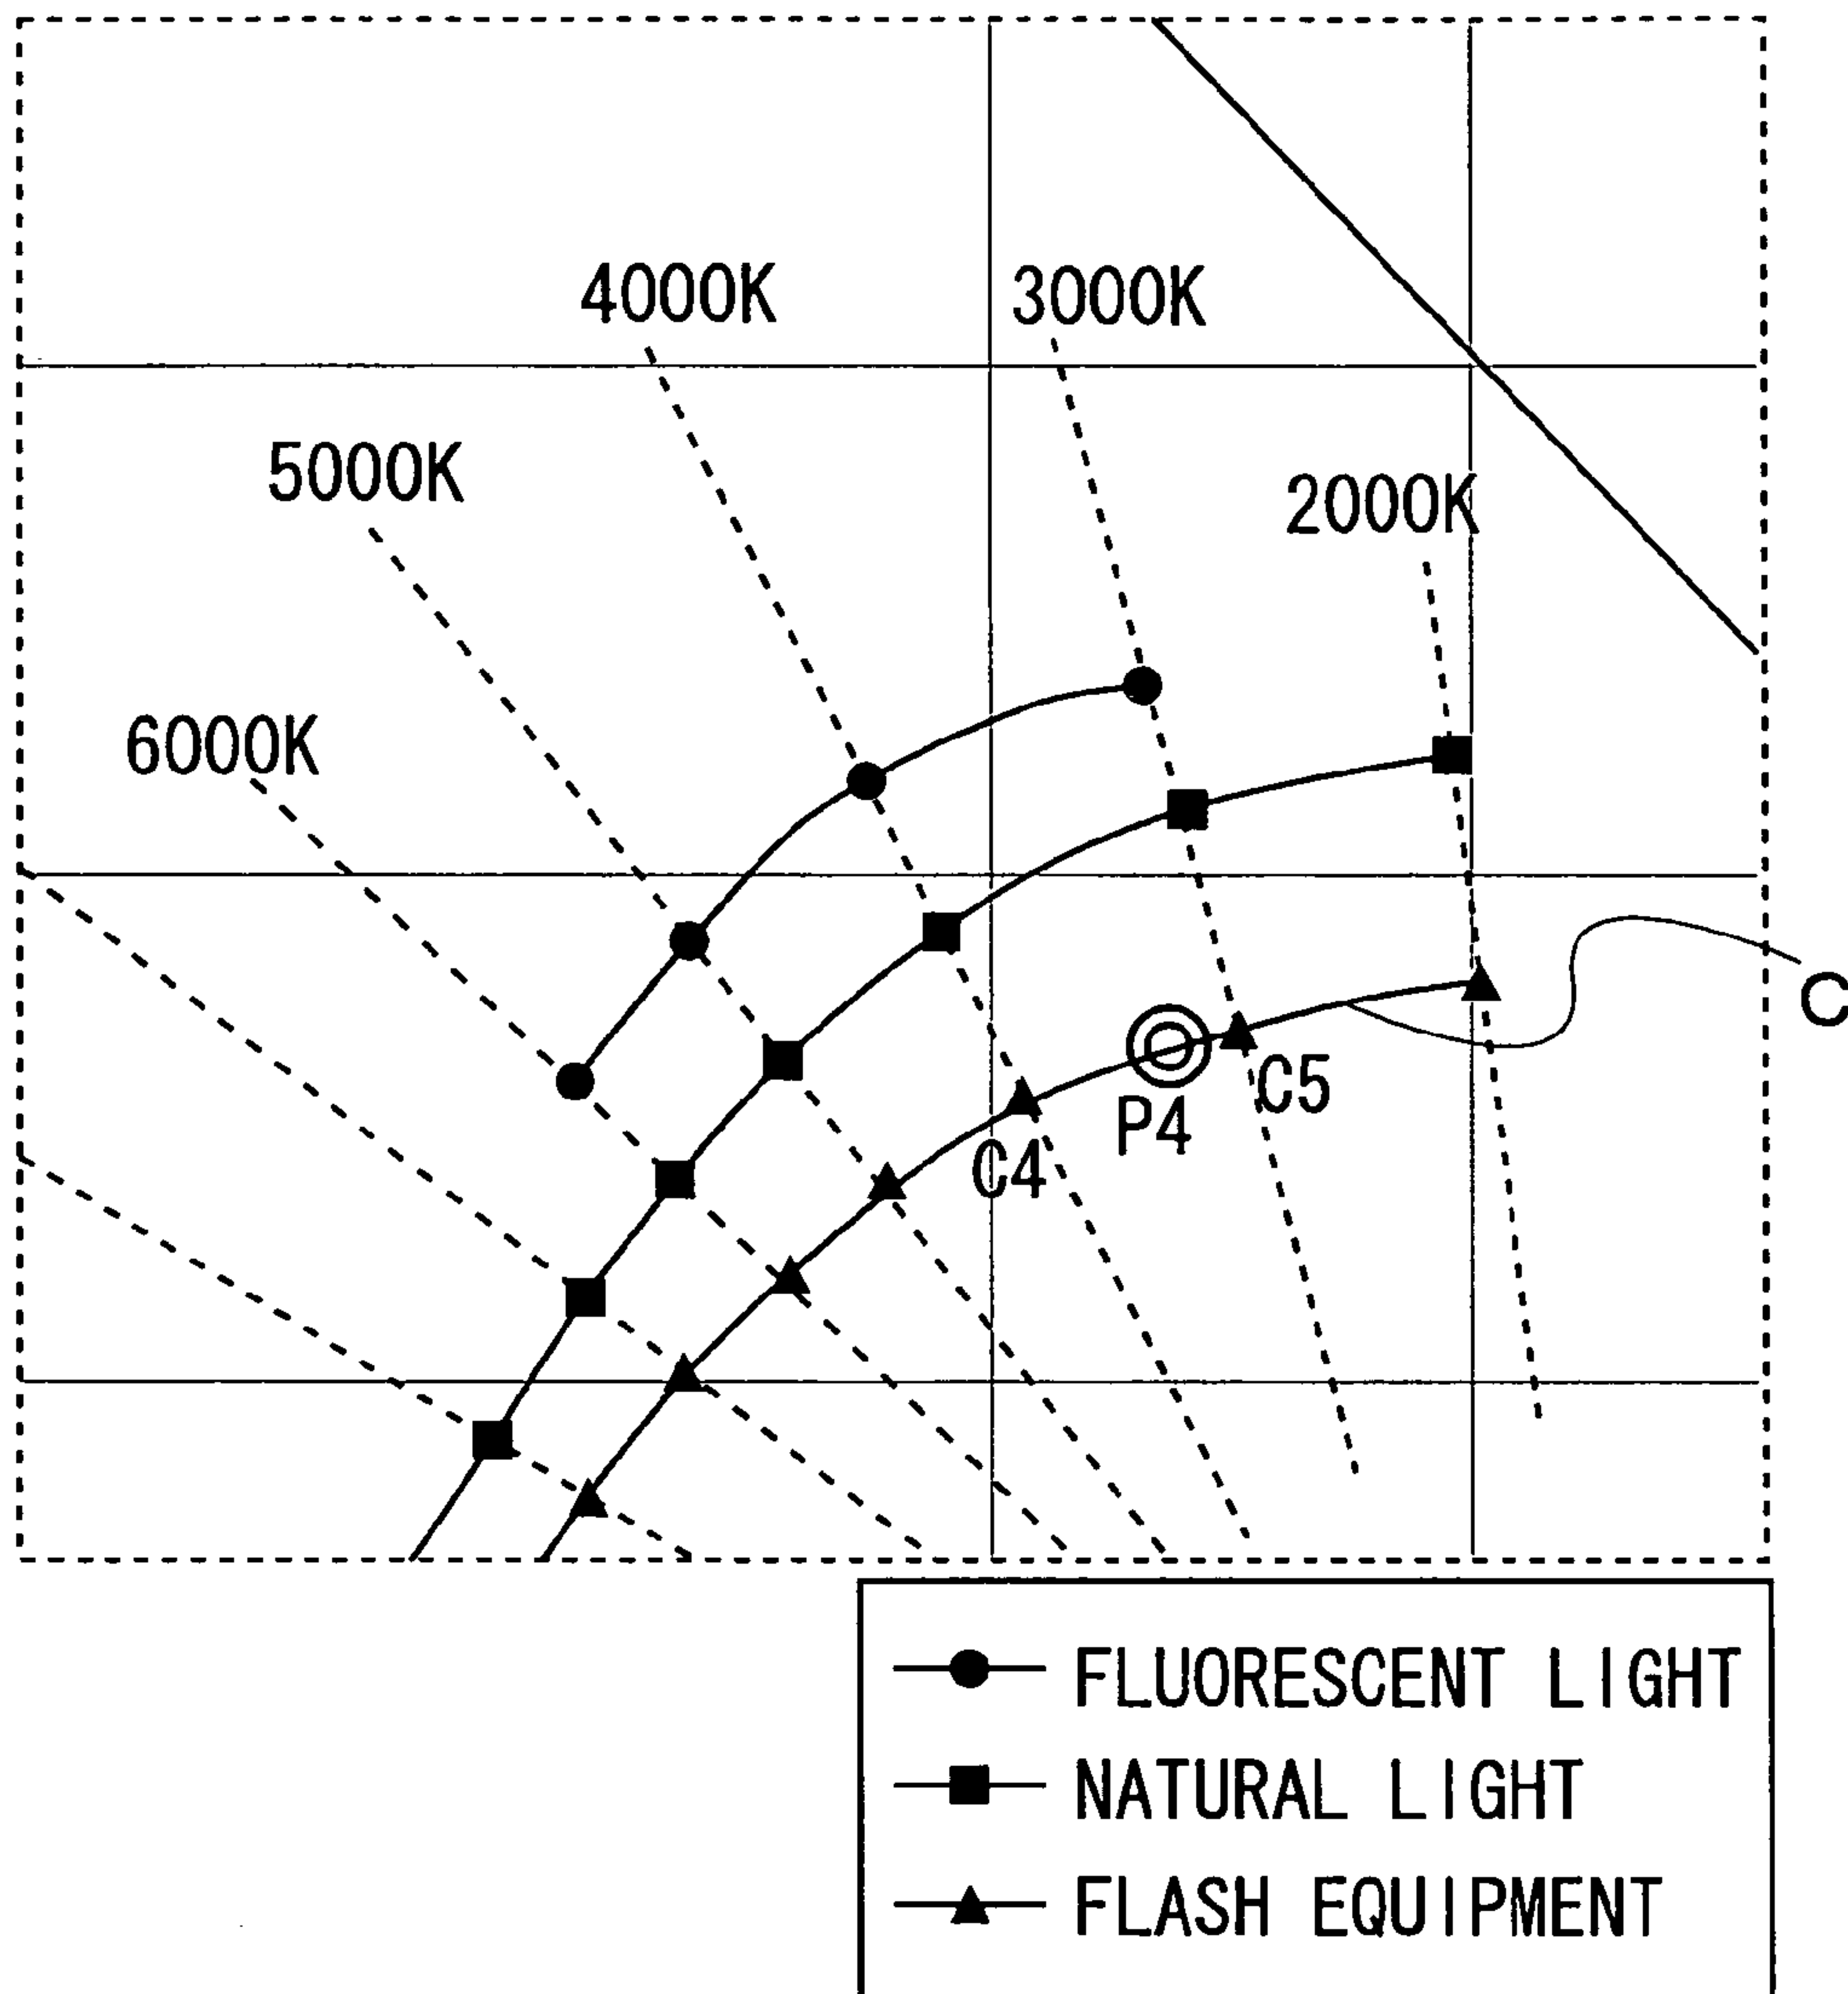 4000K
3000K
5000K
2000K
6000K
C
C5
P4
C4
FLUORESCENT LIGHT
NATURAL LIGHT
FLASH EQUIPMENT